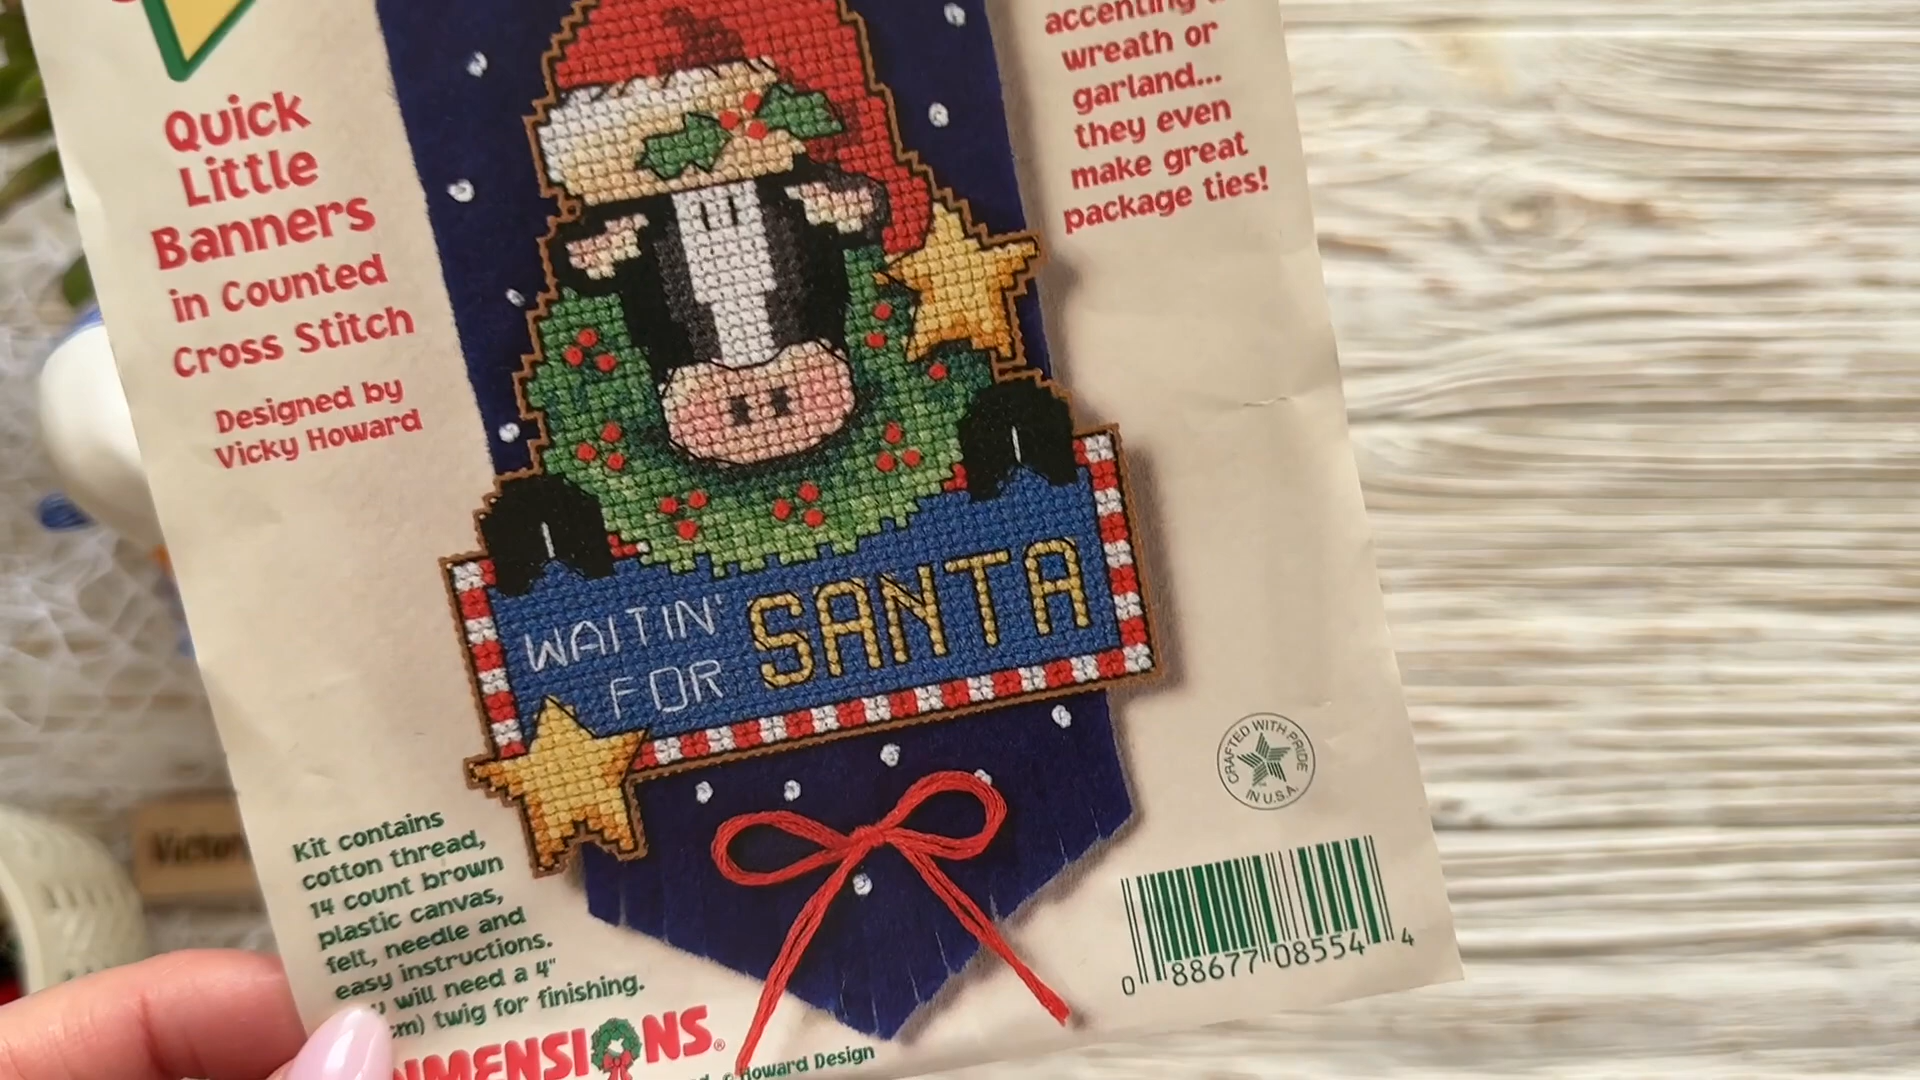 accenting
wreath or
garland...
they even
make great
package ties!
Quick
Little
Banners
in Counted
Cross Stitch
Designed by
Vicky Howard
WAITIN'
FOR
SANTA
Kit contains
cotton thread,
14 count brown
plastic canvas,
felt, needle and
easy instructions.
will need a 4"
cm) twig for finishing.
CRAFTED WITH PRIDE
IN U.S.A.
0 88677 08554 4
IMENSIONS®
Howard Design